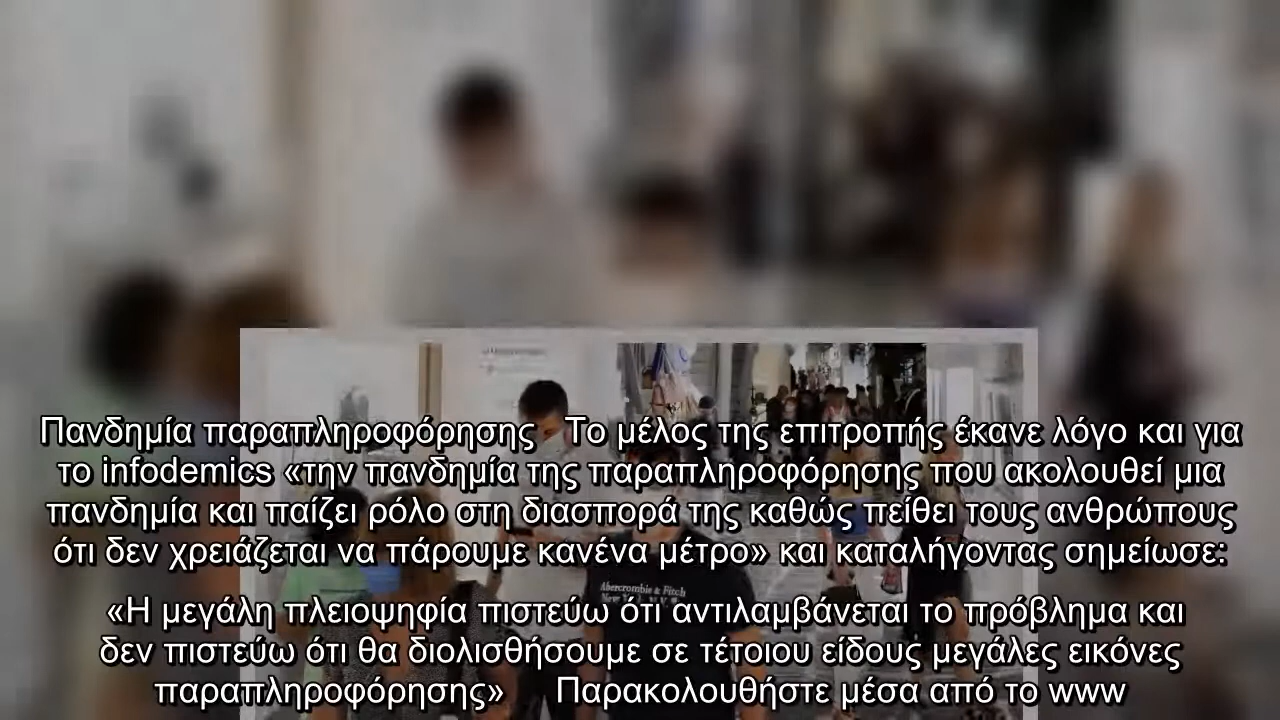 Πανδημία παραπληροφόρησης Το μέλος της επιτροπής έκανε λόγο και για
το infodemics «την πανδημία της παραπληροφόρησης που ακολουθεί μια
πανδημία και παίζει ρόλο στη διασπορά της καθώς πείθει τους ανθρώπους
ότι δεν χρειάζεται να πάρουμε κανένα μέτρο» και καταλήγοντας σημείωσε:
«Η μεγάλη πλειοψηφία πιστεύω ότι αντιλαμβάνεται το πρόβλημα και
δεν πιστεύω ότι θα διολισθήσουμε σε τέτοιου είδους μεγάλες εικόνες
παραπληροφόρησης» Παρακολουθήστε μέσα από το www
Abercrombie & Fitch
New